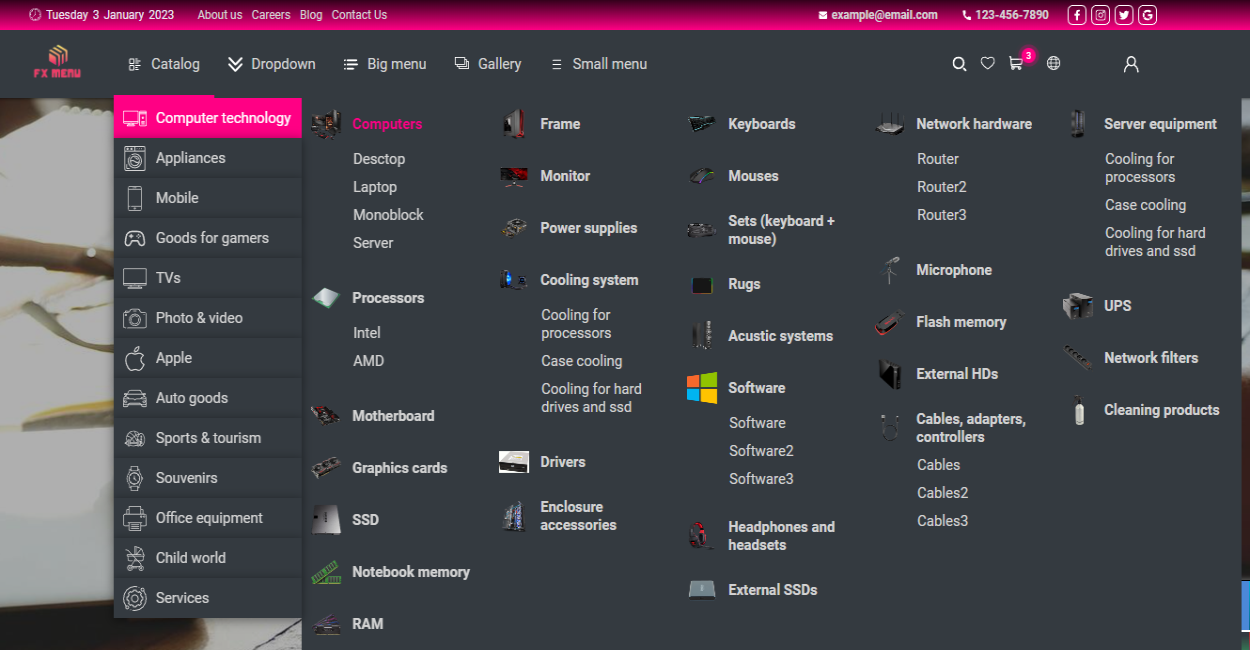 Tuesday 3 January 2023 About us Careers Blog Contact Us example@email.com 123-456-7890
FX MENU Catalog Dropdown Big menu Gallery Small menu 3
Computer technology
Appliances
Mobile
Goods for gamers
TVs
Photo & video
Apple
Auto goods
Sports & tourism
Souvenirs
Office equipment
Child world
Services
Computers
Desctop
Laptop
Monoblock
Server
Processors
Intel
AMD
Motherboard
Graphics cards
SSD
Notebook memory
RAM
Frame
Monitor
Power supplies
Cooling system
Cooling for
processors
Case cooling
Cooling for hard
drives and ssd
Drivers
Enclosure
accessories
Keyboards
Mouses
Sets (keyboard +
mouse)
Rugs
Acustic systems
Software
Software
Software2
Software3
Headphones and
headsets
External SSDs
Network hardware
Router
Router2
Router3
Microphone
Flash memory
External HDs
Cables, adapters,
controllers
Cables
Cables2
Cables3
Server equipment
Cooling for
processors
Case cooling
Cooling for hard
drives and ssd
UPS
Network filters
Cleaning products